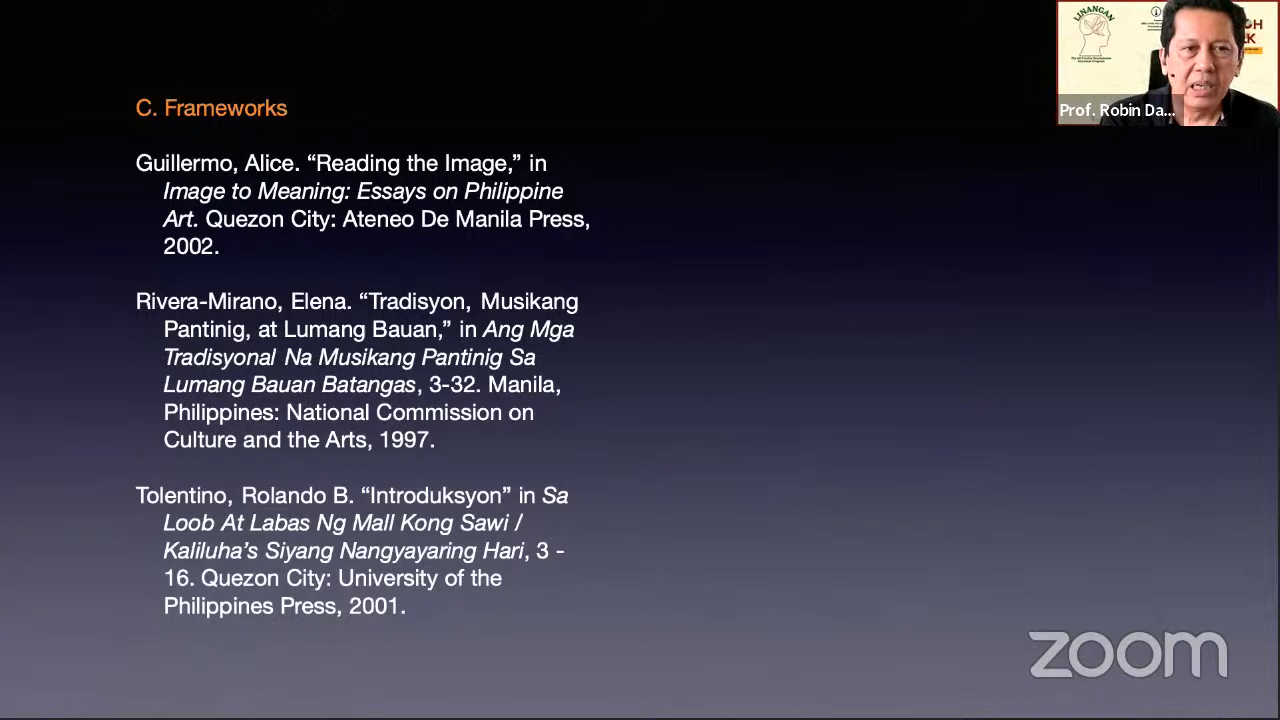 C. Frameworks
Guillermo, Alice. “Reading the Image,” in
Image to Meaning: Essays on Philippine
Art. Quezon City: Ateneo De Manila Press,
2002.
Rivera-Mirano, Elena. “Tradisyon, Musikang
Pantinig, at Lumang Bauan,” in Ang Mga
Tradisyonal Na Musikang Pantinig Sa
Lumang Bauan Batangas, 3-32. Manila,
Philippines: National Commission on
Culture and the Arts, 1997.
Tolentino, Rolando B. “Introduksyon” in Sa
Loob At Labas Ng Mall Kong Sawi /
Kaliluha’s Siyang Nangyayaring Hari, 3 -
16. Quezon City: University of the
Philippines Press, 2001.
LINANGAN
Prof. Robin Da...
zoom